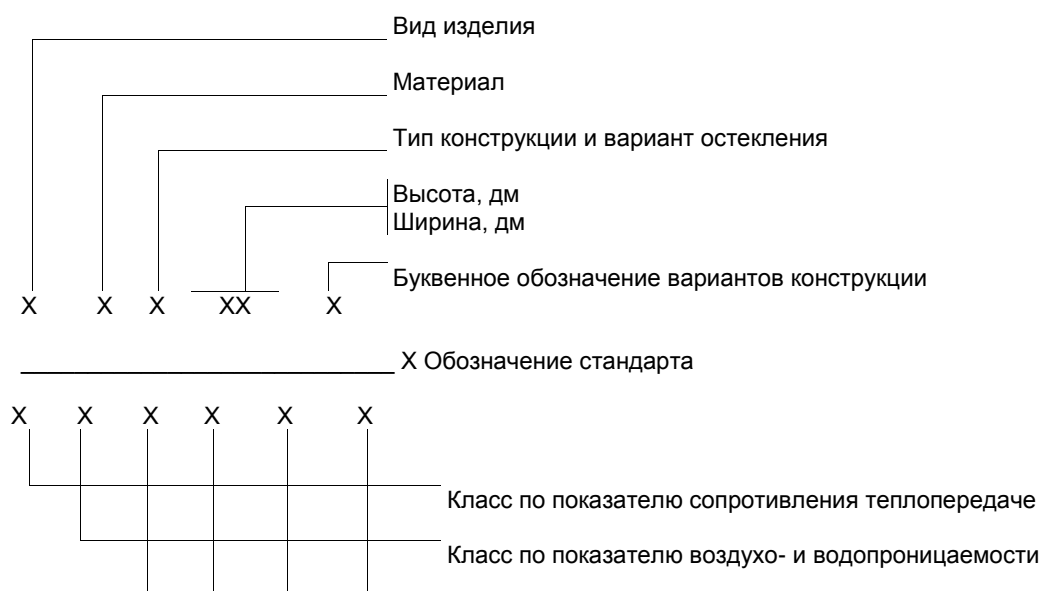 Вид изделия
Материал
Тип конструкции и вариант остекления
Высота, дм
Ширина, дм
Буквенное обозначение вариантов конструкции
Х Х Х ХХ Х
Х Обозначение стандарта
Х Х Х Х Х Х
Класс по показателю сопротивления теплопередаче
Класс по показателю воздухо- и водопроницаемости